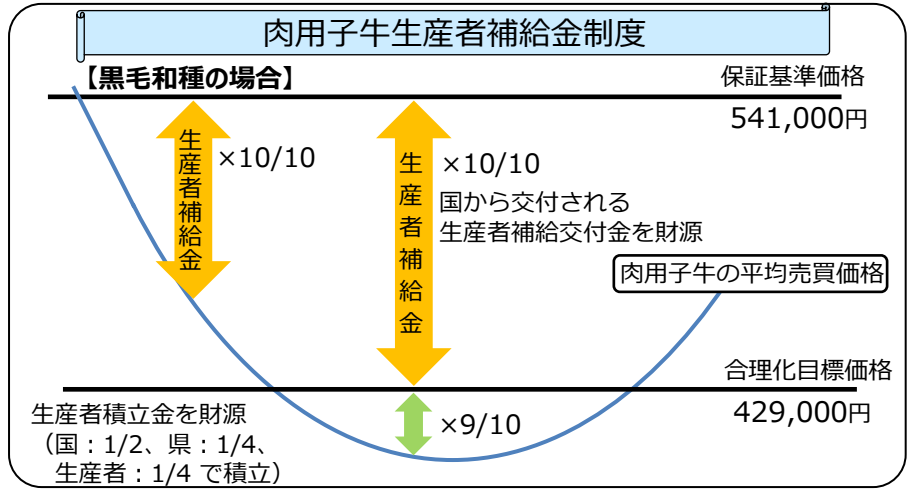 肉用子牛生産者補給金制度
【黒毛和種の場合】
保証基準価格
541,000円
生産者補給金
×10/10
生産者補給金
×10/10
国から交付される
生産者補給交付金を財源
肉用子牛の平均売買価格
合理化目標価格
429,000円
生産者積立金を財源
（国：1/2、県：1/4、
生産者：1/4 で積立）
×9/10